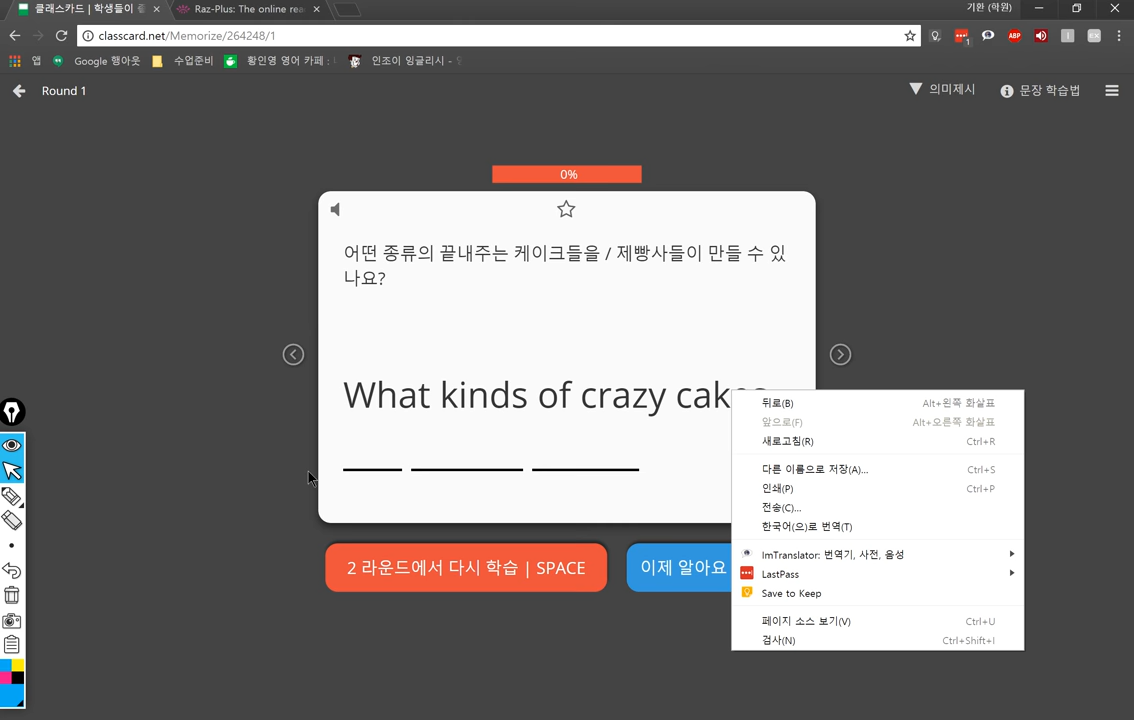 클래스카드 | 학생들이
Raz-Plus: The online rea
기환 (학원)
classcard.net/Memorize/264248/1
ABP
1
앱
Google 행아웃
수업준비
황인영 영어 카페 :
인조이 잉글리시 -
Round 1
의미제시
문장 학습법
0%
어떤 종류의 끝내주는 케이크들을 / 제빵사들이 만들 수 있
나요?
What kinds of crazy cakes
2 라운드에서 다시 학습 | SPACE
이제 알아요
뒤로(B) Alt+왼쪽 화살표
앞으로(F) Alt+오른쪽 화살표
새로고침(R) Ctrl+R
다른 이름으로 저장(A)... Ctrl+S
인쇄(P) Ctrl+P
전송(C)...
한국어(으)로 번역(T)
ImTranslator: 번역기, 사전, 음성
LastPass
Save to Keep
페이지 소스 보기(V) Ctrl+U
검사(N) Ctrl+Shift+I